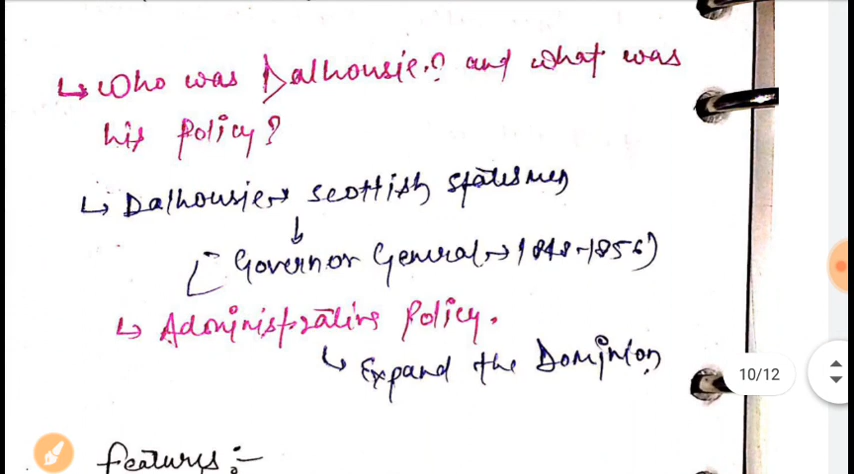 ↳ Who was Dalhousie? and what was
his Policy?
↳ Dalhousie → Scottish statesmen
↓
[Governor General → 1848-1856)
↳ Administrative Policy.
↳ Expand the Dominion
10/12
features:-